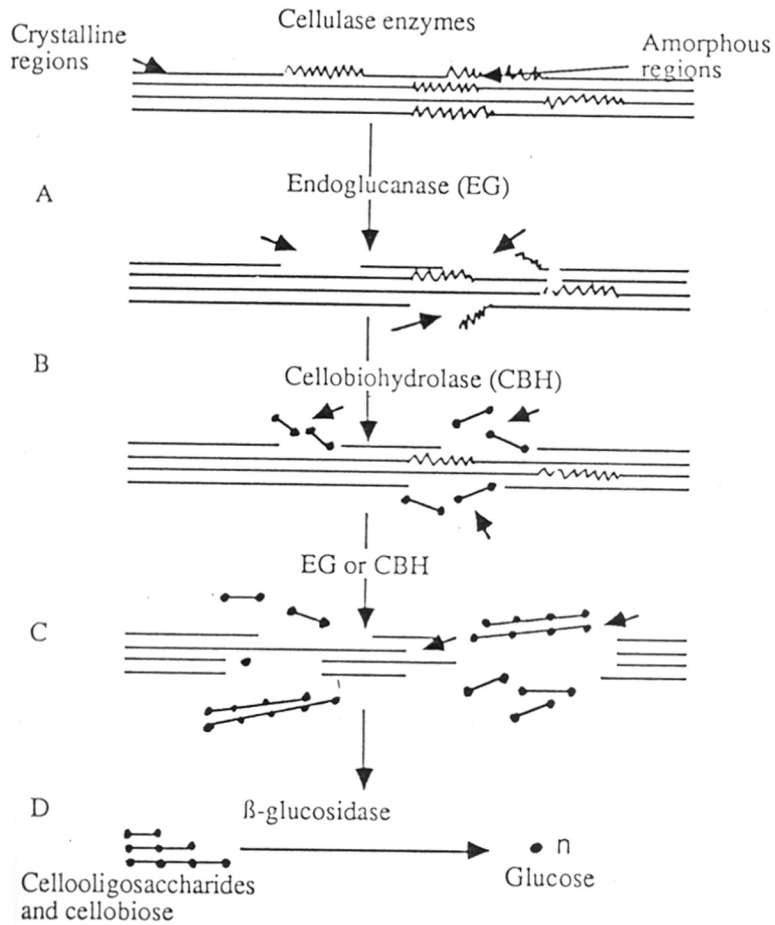 Cellulase enzymes
Crystalline
regions
Amorphous
regions
A
Endoglucanase (EG)
B
Cellobiohydrolase (CBH)
EG or CBH
C
D
ß-glucosidase
n
Cellooligosaccharides
and cellobiose
Glucose